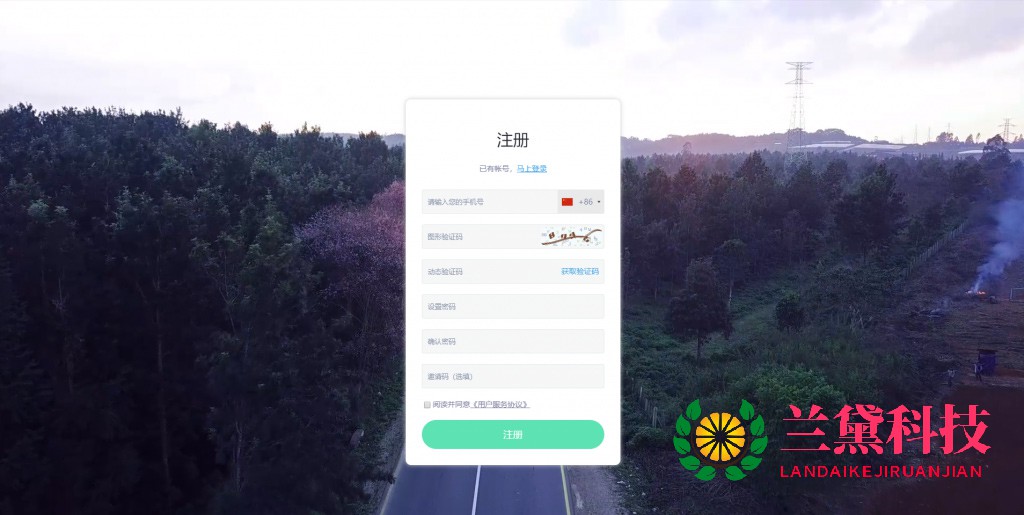 注册
已有帐号，马上登录
请输入您的手机号
+86
图形验证码
动态验证码
获取验证码
设置密码
确认密码
邀请码（选填）
阅读并同意《用户服务协议》
注册
兰黛科技
LANDAIKEJIRUANJIAN